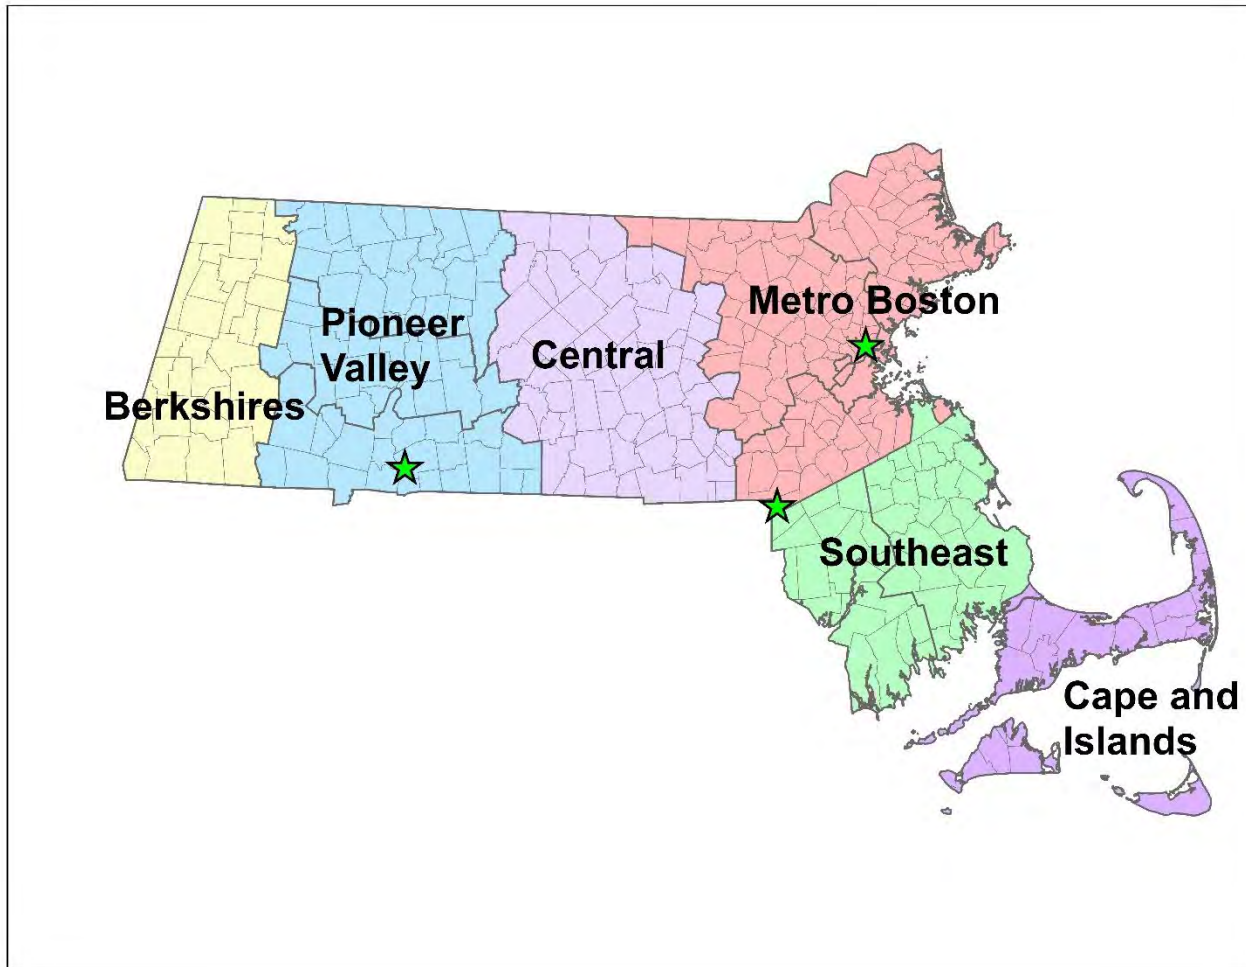 Metro Boston
Pioneer
Valley
Central
Berkshires
Southeast
Cape and
Islands